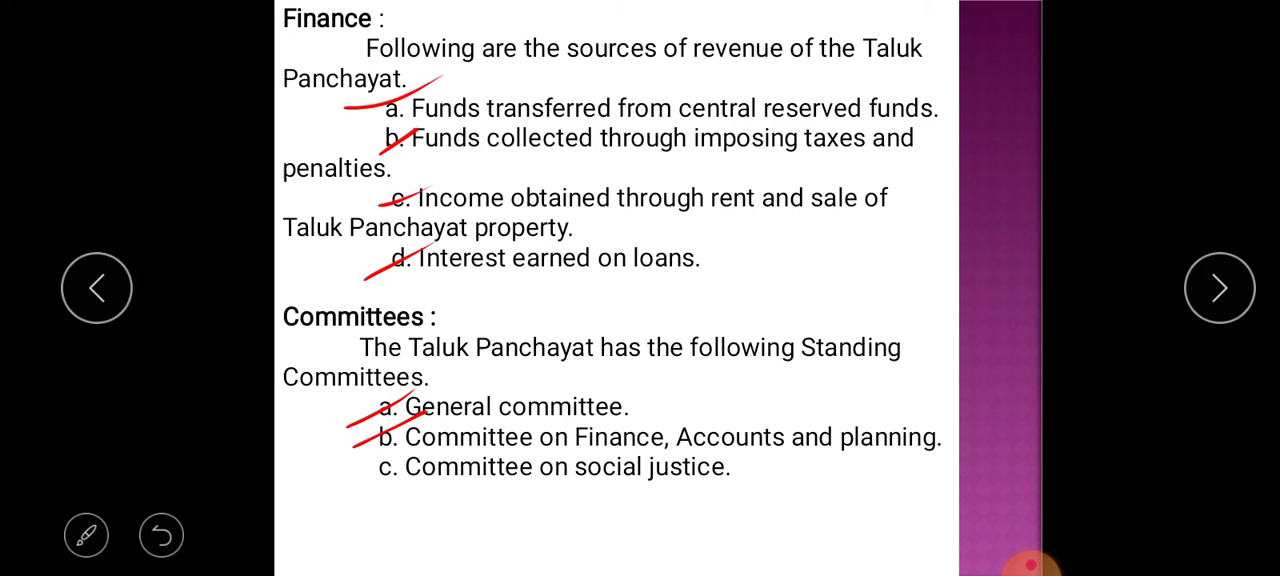 Finance :
Following are the sources of revenue of the Taluk
Panchayat.
a. Funds transferred from central reserved funds.
b. Funds collected through imposing taxes and
penalties.
c. Income obtained through rent and sale of
Taluk Panchayat property.
d. Interest earned on loans.
Committees :
The Taluk Panchayat has the following Standing
Committees.
a. General committee.
b. Committee on Finance, Accounts and planning.
c. Committee on social justice.